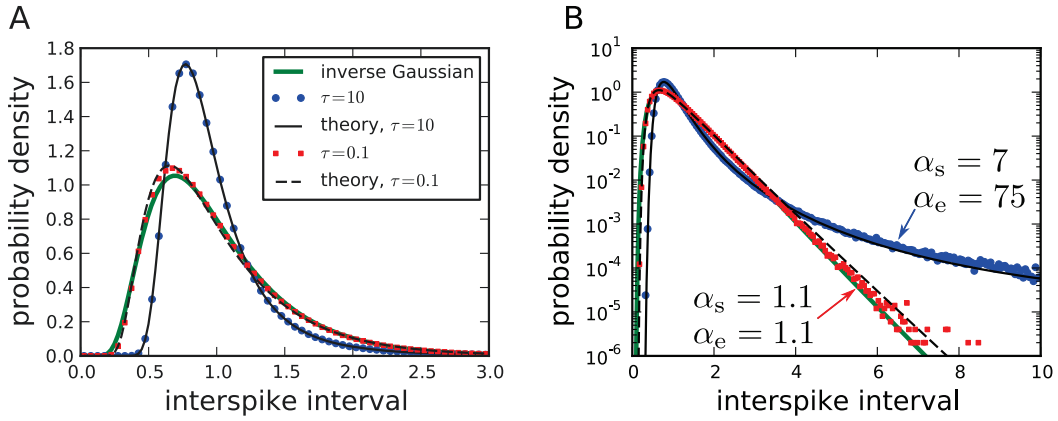 A
probability density
1.8
1.6
1.4
1.2
1.0
0.8
0.6
0.4
0.2
0.0
0.0 0.5 1.0 1.5 2.0 2.5 3.0
interspike interval
inverse Gaussian
τ=10
theory, τ=10
τ=0.1
theory, τ=0.1
B
probability density
10¹
10⁰
10⁻¹
10⁻²
10⁻³
10⁻⁴
10⁻⁵
10⁻⁶
0 2 4 6 8 10
interspike interval
αₛ = 7
αₑ = 75
αₛ = 1.1
αₑ = 1.1